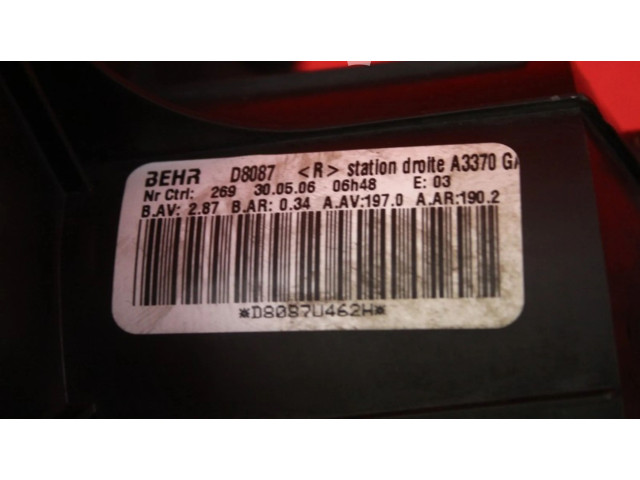 BEHR D8087 <R> station droite A3370 GA
Nr Ctrl: 269 30.05.06 06h48 E: 03
B.AV: 2.87 B.AR: 0.34 A.AV:197.0 A.AR:190.2
*D8087U462H*